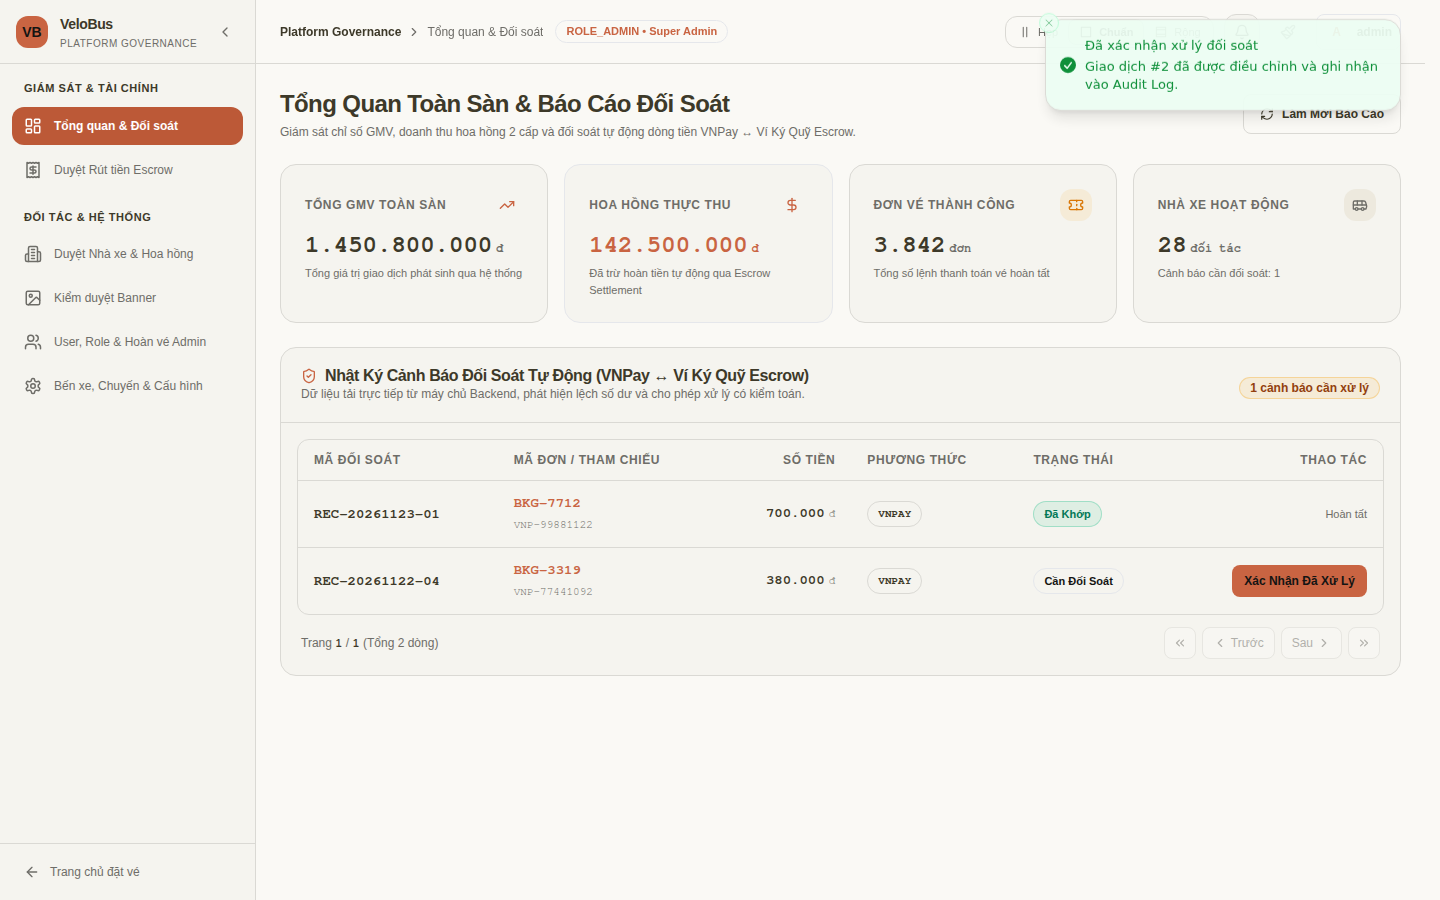 VB
VeloBus
PLATFORM GOVERNANCE
GIÁM SÁT & TÀI CHÍNH
Tổng quan & Đối soát
Duyệt Rút tiền Escrow
ĐỐI TÁC & HỆ THỐNG
Duyệt Nhà xe & Hoa hồng
Kiểm duyệt Banner
User, Role & Hoàn vé Admin
Bến xe, Chuyến & Cấu hình
Trang chủ đặt vé
Platform Governance
Tổng quan & Đối soát
ROLE_ADMIN • Super Admin
Chuẩn
A
admin
Đã xác nhận xử lý đối soát
Giao dịch #2 đã được điều chỉnh và ghi nhận
vào Audit Log.
Tổng Quan Toàn Sàn & Báo Cáo Đối Soát
Giám sát chỉ số GMV, doanh thu hoa hồng 2 cấp và đối soát tự động dòng tiền VNPay ↔ Ví Ký Quỹ Escrow.
Làm Mới Báo Cáo
TỔNG GMV TOÀN SÀN
1.450.800.000 đ
Tổng giá trị giao dịch phát sinh qua hệ thống
HOA HỒNG THỰC THU
142.500.000 đ
Đã trừ hoàn tiền tự động qua Escrow
Settlement
ĐƠN VÉ THÀNH CÔNG
3.842 đơn
Tổng số lệnh thanh toán vé hoàn tất
NHÀ XE HOẠT ĐỘNG
28 đối tác
Cảnh báo cần đối soát: 1
Nhật Ký Cảnh Báo Đối Soát Tự Động (VNPay ↔ Ví Ký Quỹ Escrow)
Dữ liệu tải trực tiếp từ máy chủ Backend, phát hiện lệch số dư và cho phép xử lý có kiểm toán.
1 cảnh báo cần xử lý
MÃ ĐỐI SOÁT
MÃ ĐƠN / THAM CHIẾU
SỐ TIỀN
PHƯƠNG THỨC
TRẠNG THÁI
THAO TÁC
REC-20261123-01
BKG-7712
VNP-99881122
700.000 đ
VNPAY
Đã Khớp
Hoàn tất
REC-20261122-04
BKG-3319
VNP-77441092
380.000 đ
VNPAY
Cần Đối Soát
Xác Nhận Đã Xử Lý
Trang 1 / 1 (Tổng 2 dòng)
Trước
Sau